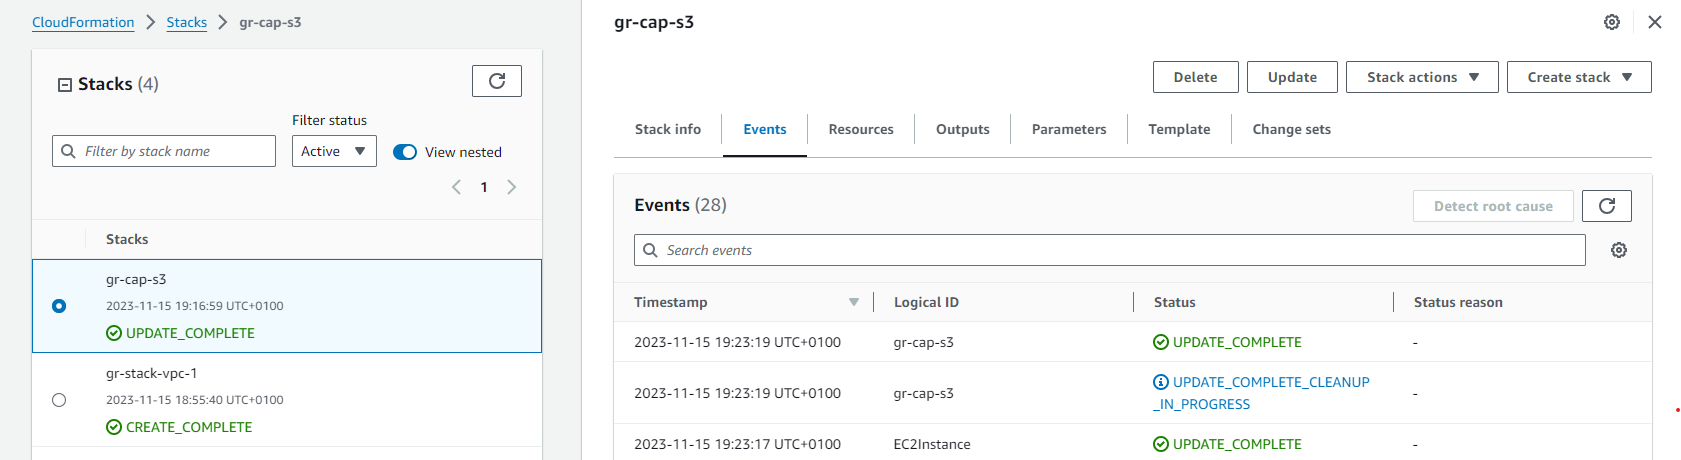 CloudFormation > Stacks > gr-cap-s3
Stacks (4)
Filter status
Filter by stack name
Active
View nested
1
Stacks
gr-cap-s3
2023-11-15 19:16:59 UTC+0100
UPDATE_COMPLETE
gr-stack-vpc-1
2023-11-15 18:55:40 UTC+0100
CREATE_COMPLETE
gr-cap-s3
Delete Update Stack actions Create stack
Stack info Events Resources Outputs Parameters Template Change sets
Events (28)
Detect root cause
Search events
Timestamp Logical ID Status Status reason
2023-11-15 19:23:19 UTC+0100 gr-cap-s3 UPDATE_COMPLETE -
2023-11-15 19:23:19 UTC+0100 gr-cap-s3 UPDATE_COMPLETE_CLEANUP
_IN_PROGRESS -
2023-11-15 19:23:17 UTC+0100 EC2Instance UPDATE_COMPLETE -